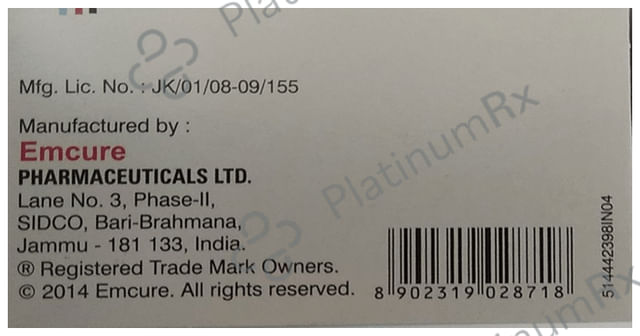 Mfg. Lic. No. : JK/01/08-09/155
Manufactured by :
Emcure
PHARMACEUTICALS LTD.
Lane No. 3, Phase-II,
SIDCO, Bari-Brahmana,
Jammu - 181 133, India.
® Registered Trade Mark Owners.
© 2014 Emcure. All rights reserved.
8 902319 028718
514442398IN04
PlatinumRx